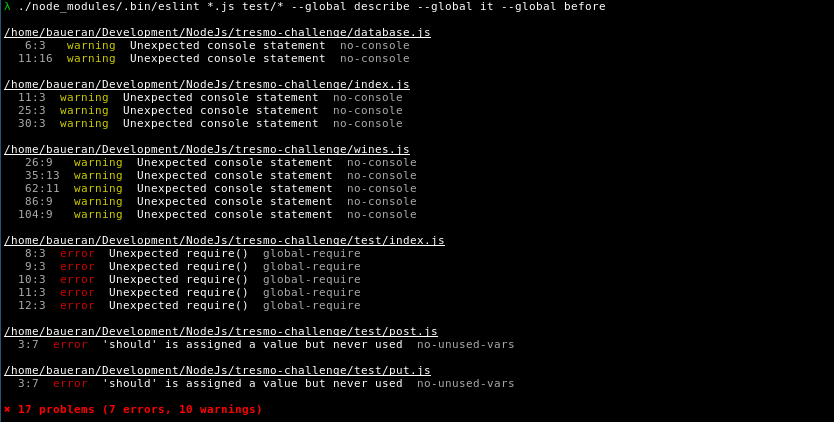 λ ./node_modules/.bin/eslint *.js test/* --global describe --global it --global before
/home/baueran/Development/NodeJs/tresmo-challenge/database.js
6:3 warning Unexpected console statement no-console
11:16 warning Unexpected console statement no-console
/home/baueran/Development/NodeJs/tresmo-challenge/index.js
11:3 warning Unexpected console statement no-console
25:3 warning Unexpected console statement no-console
30:3 warning Unexpected console statement no-console
/home/baueran/Development/NodeJs/tresmo-challenge/wines.js
26:9 warning Unexpected console statement no-console
35:13 warning Unexpected console statement no-console
62:11 warning Unexpected console statement no-console
86:9 warning Unexpected console statement no-console
104:9 warning Unexpected console statement no-console
/home/baueran/Development/NodeJs/tresmo-challenge/test/index.js
8:3 error Unexpected require() global-require
9:3 error Unexpected require() global-require
10:3 error Unexpected require() global-require
11:3 error Unexpected require() global-require
12:3 error Unexpected require() global-require
/home/baueran/Development/NodeJs/tresmo-challenge/test/post.js
3:7 error 'should' is assigned a value but never used no-unused-vars
/home/baueran/Development/NodeJs/tresmo-challenge/test/put.js
3:7 error 'should' is assigned a value but never used no-unused-vars
✖ 17 problems (7 errors, 10 warnings)